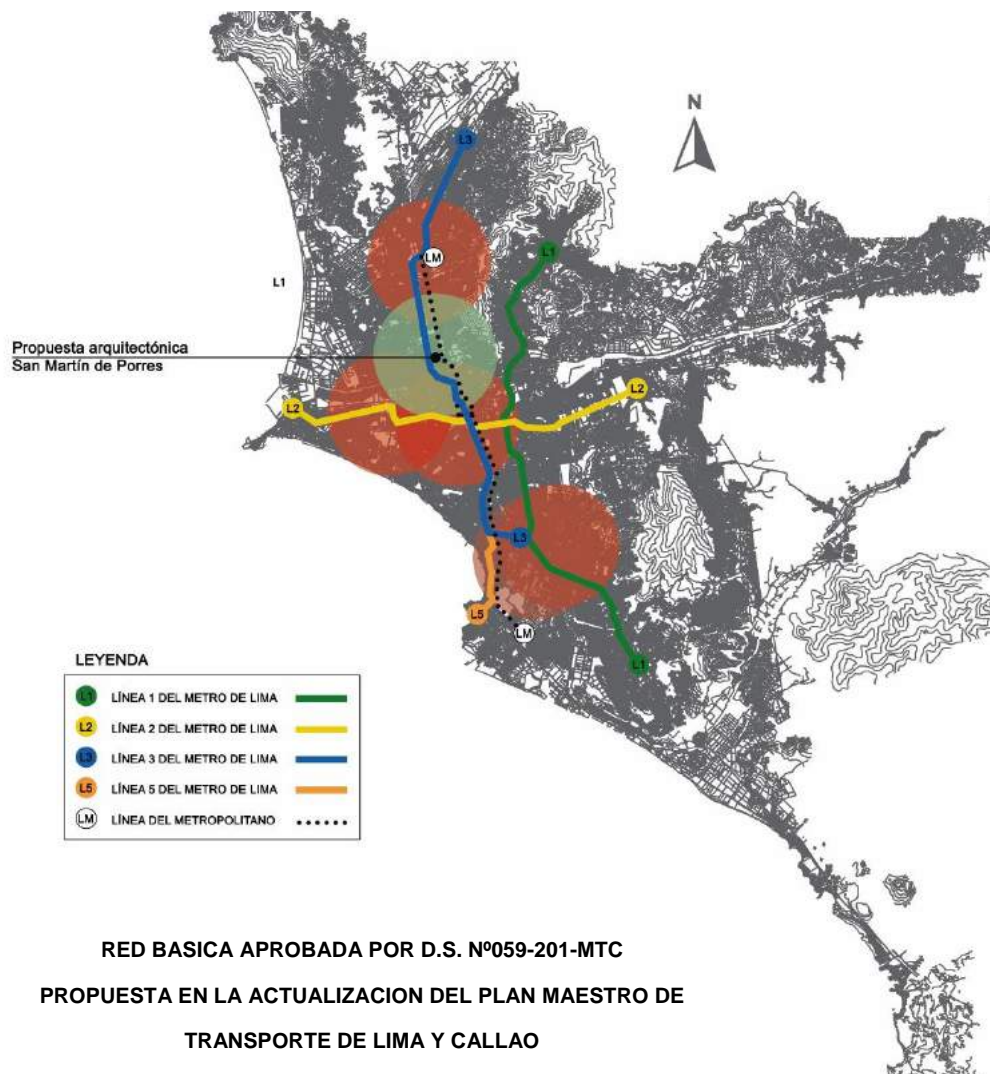 N
L3
LM
L1
L1
Propuesta arquitectónica
San Martín de Porres
L2
L2
L3
L5
LM
L1
LEYENDA
L1 LÍNEA 1 DEL METRO DE LIMA
L2 LÍNEA 2 DEL METRO DE LIMA
L3 LÍNEA 3 DEL METRO DE LIMA
L5 LÍNEA 5 DEL METRO DE LIMA
LM LÍNEA DEL METROPOLITANO
RED BASICA APROBADA POR D.S. Nº059-201-MTC
PROPUESTA EN LA ACTUALIZACION DEL PLAN MAESTRO DE
TRANSPORTE DE LIMA Y CALLAO